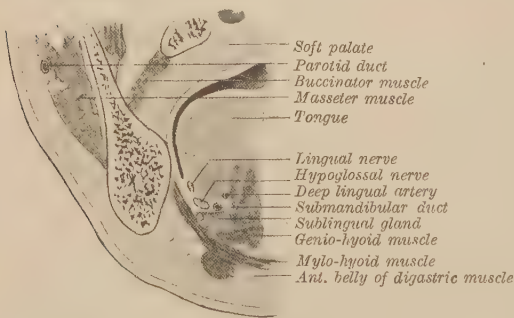 Soft palate
Parotid duct
Buccinator muscle
Masseter muscle
Tongue
Lingual nerve
Hypoglossal nerve
Deep lingual artery
Submandibular duct
Sublingual gland
Genio-hyoid muscle
Mylo-hyoid muscle
Ant. belly of digastric muscle